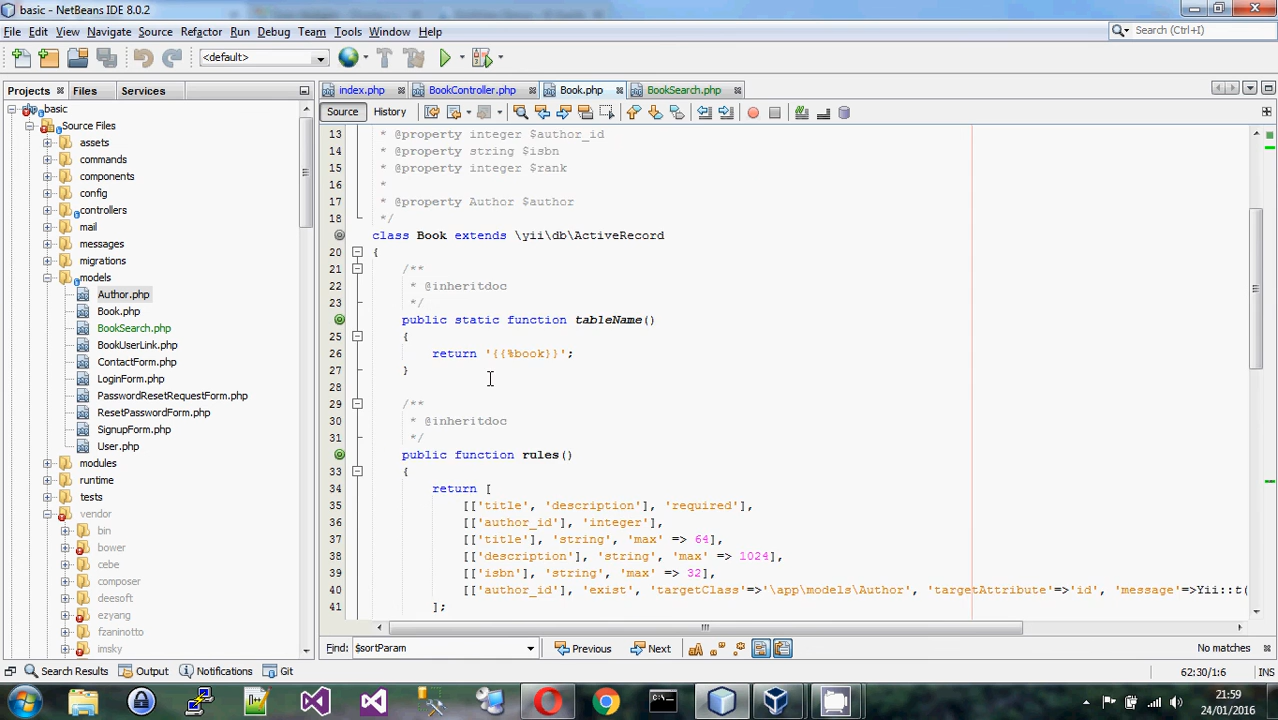 basic - NetBeans IDE 8.0.2
File Edit View Navigate Source Refactor Run Debug Team Tools Window Help
Search (Ctrl+I)
<default>
Projects Files Services
index.php BookController.php Book.php BookSearch.php
Source History
basic
Source Files
assets
commands
components
config
controllers
mail
messages
migrations
models
Author.php
Book.php
BookSearch.php
BookUserLink.php
ContactForm.php
LoginForm.php
PasswordResetRequestForm.php
ResetPasswordForm.php
SignupForm.php
User.php
modules
runtime
tests
vendor
bin
bower
cebe
composer
deesoft
ezyang
fzaninotto
imsky
13 * @property integer $author_id
14 * @property string $isbn
15 * @property integer $rank
16 *
17 * @property Author $author
18 */
class Book extends \yii\db\ActiveRecord
20 {
21 /**
22 * @inheritdoc
23 */
public static function tableName()
25 {
26 return '{{%book}}';
27 }
28
29 /**
30 * @inheritdoc
31 */
public function rules()
33 {
34 return [
35 [['title', 'description'], 'required'],
36 [['author_id'], 'integer'],
37 [['title'], 'string', 'max' => 64],
38 [['description'], 'string', 'max' => 1024],
39 [['isbn'], 'string', 'max' => 32],
40 [['author_id'], 'exist', 'targetClass'=>'\app\models\Author', 'targetAttribute'=>'id', 'message'=>Yii::t(
41 ];
Find: $sortParam Previous Next No matches
Search Results Output Notifications Git 62:30/1:6 INS
21:59
24/01/2016